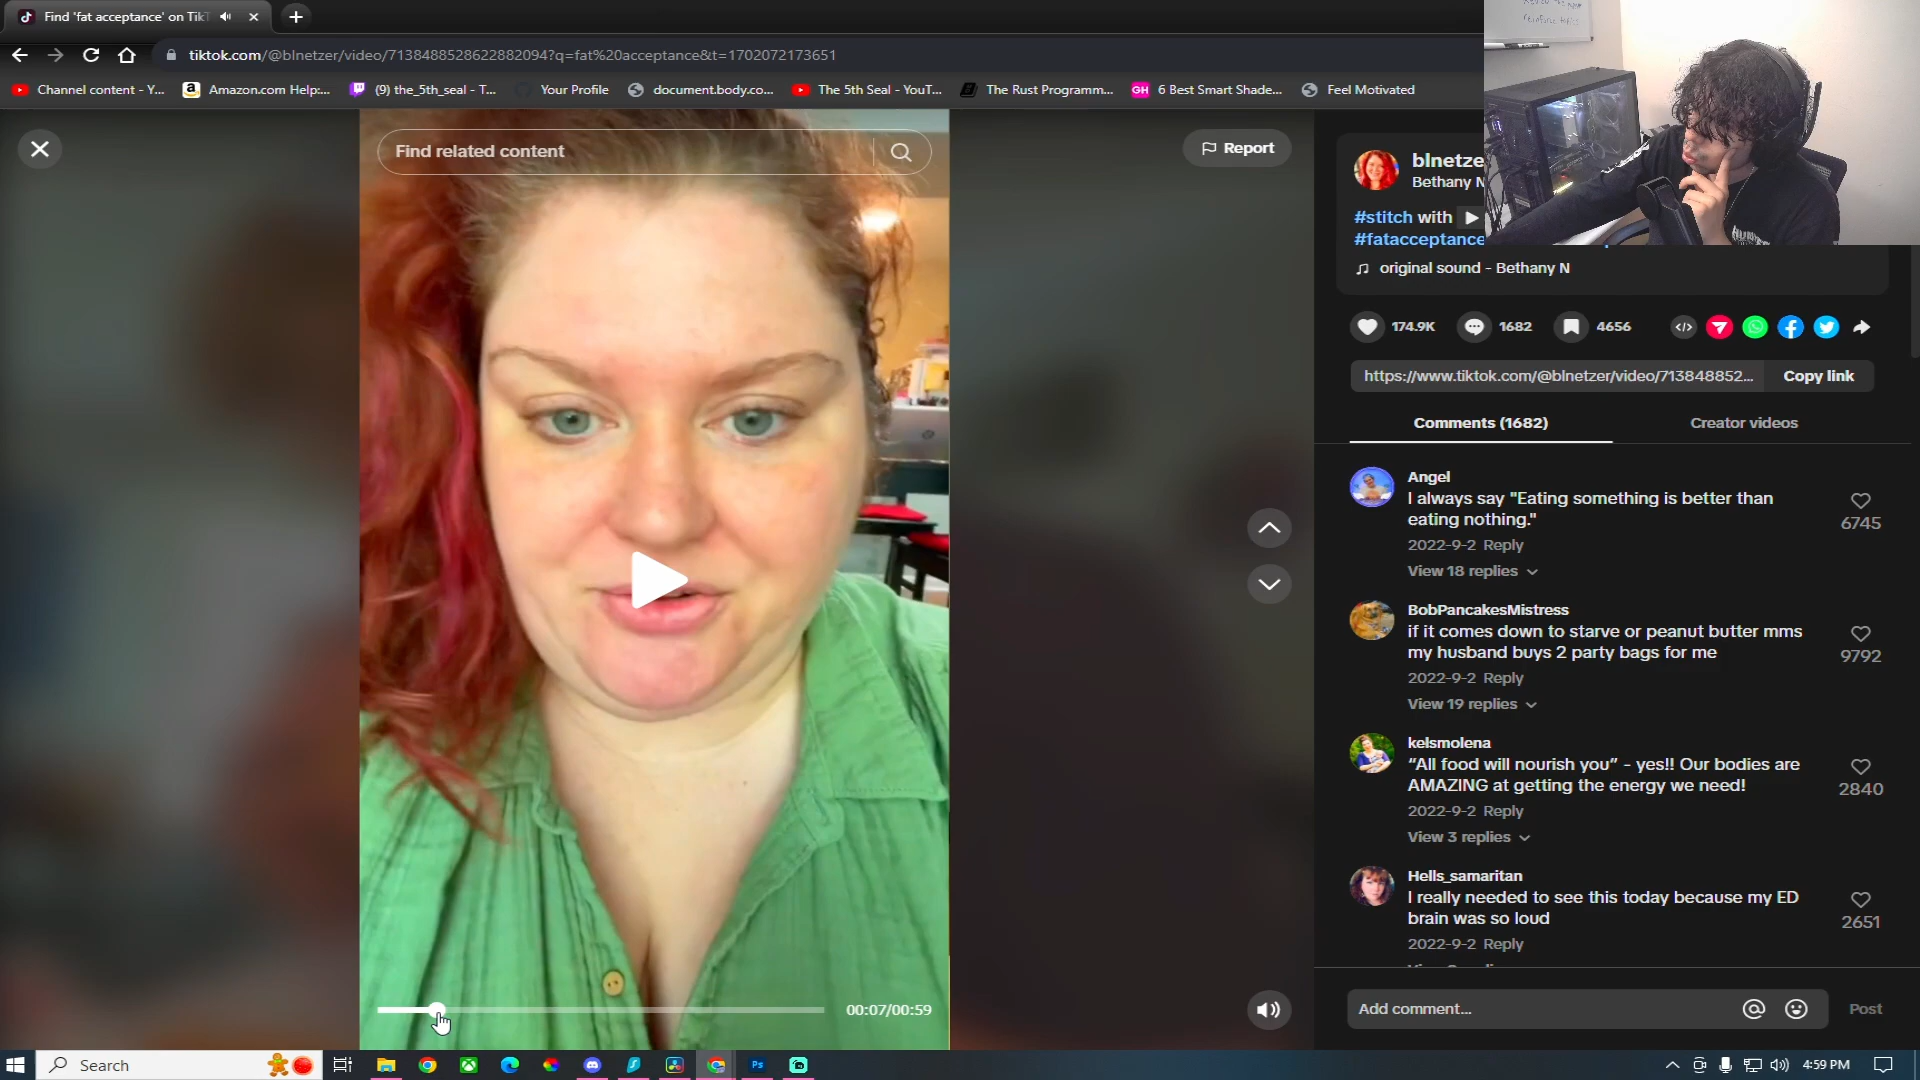 Find 'fat acceptance' on TikT
tiktok.com/@blnetzer/video/7138488528622882094?q=fat%20acceptance&t=1702072173651
Channel content - Y...
Amazon.com Help:...
(9) the_5th_seal - T...
Your Profile
document.body.co...
The 5th Seal - YouT...
The Rust Programm...
GH 6 Best Smart Shade...
Feel Motivated
Find related content
Report
blnetze
Bethany N
#stitch with
#fatacceptance
original sound - Bethany N
174.9K
1682
4656
https://www.tiktok.com/@blnetzer/video/713848852...
Copy link
Comments (1682)
Creator videos
Angel
I always say "Eating something is better than
eating nothing."
6745
2022-9-2 Reply
View 18 replies
BobPancakesMistress
if it comes down to starve or peanut butter mms
my husband buys 2 party bags for me
9792
2022-9-2 Reply
View 19 replies
kelsmolena
“All food will nourish you” - yes!! Our bodies are
AMAZING at getting the energy we need!
2840
2022-9-2 Reply
View 3 replies
Hells_samaritan
I really needed to see this today because my ED
brain was so loud
2651
2022-9-2 Reply
00:07/00:59
Add comment...
Post
Search
Ps
4:59 PM